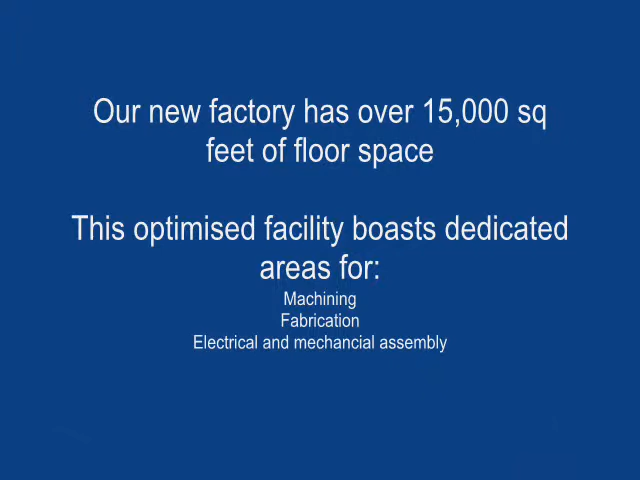 Our new factory has over 15,000 sq
feet of floor space
This optimised facility boasts dedicated
areas for:
Machining
Fabrication
Electrical and mechancial assembly